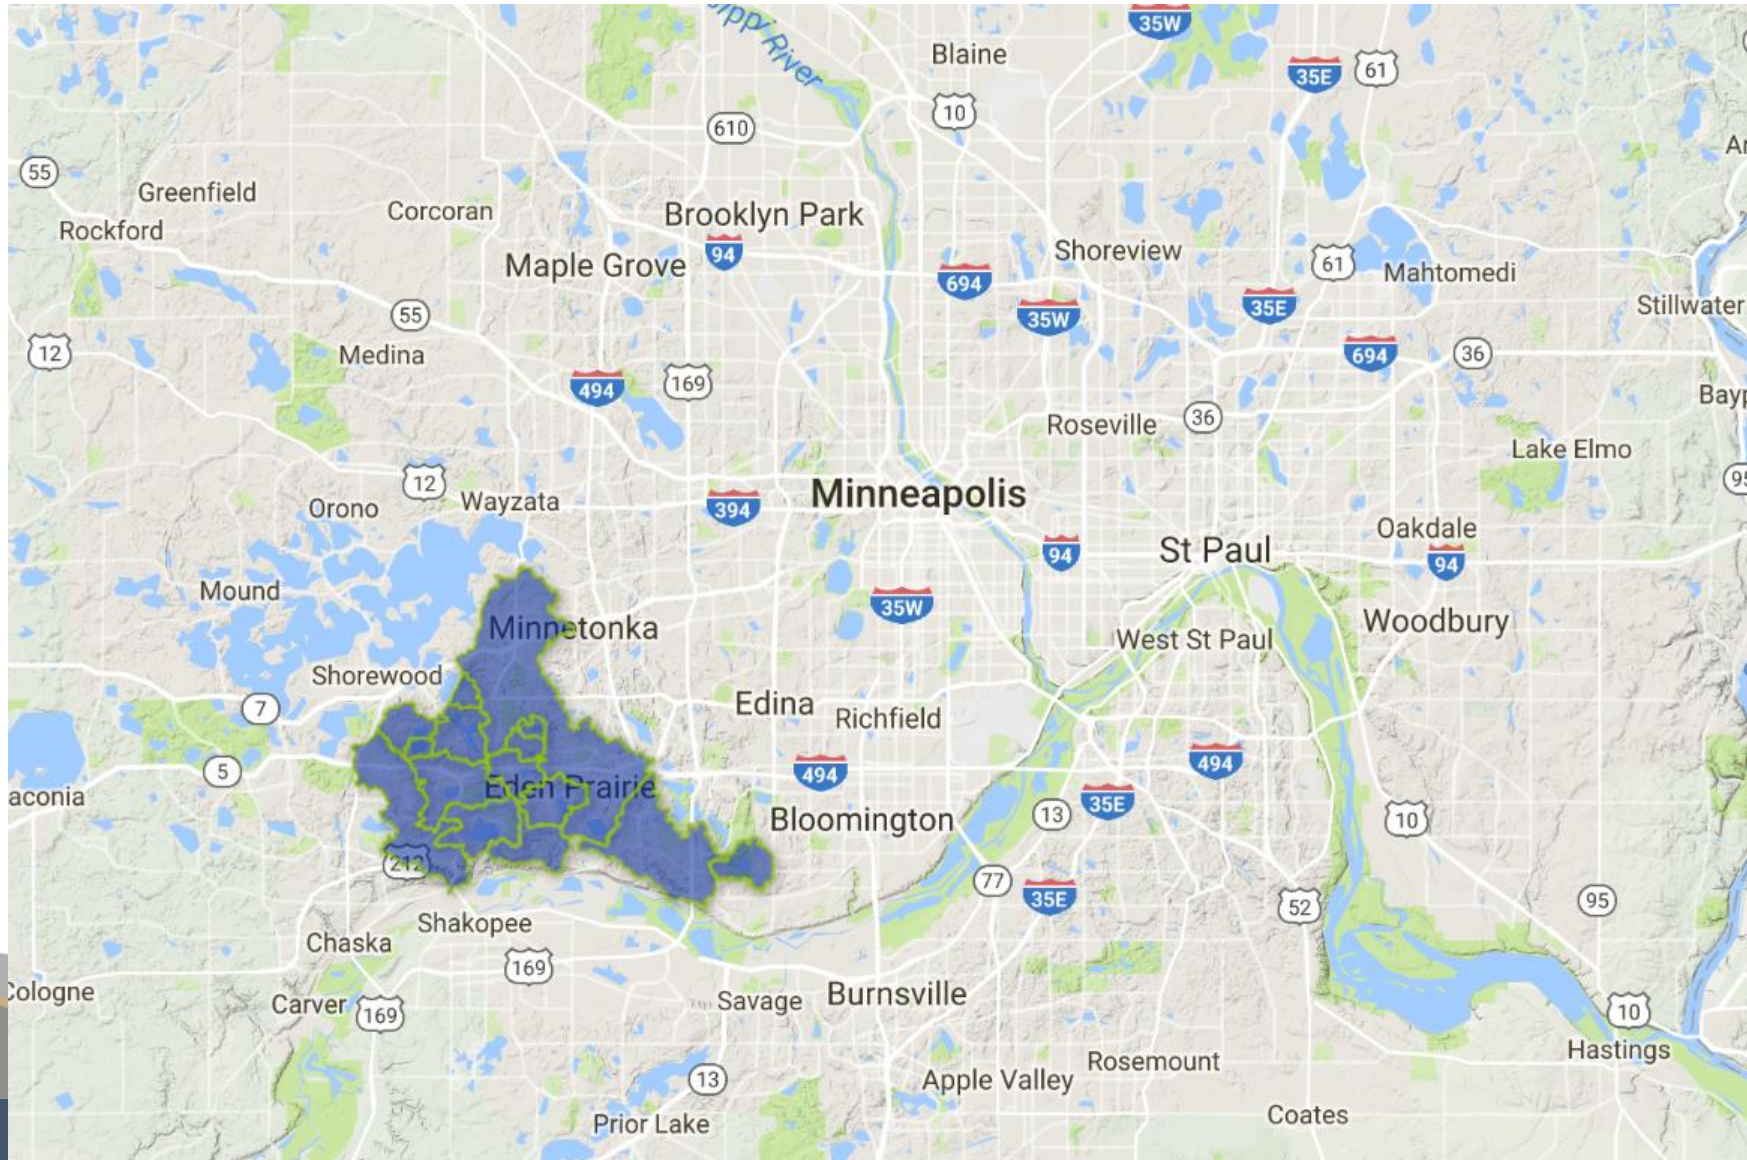 35W
Blaine
35E
61
ippi River
10
610
55
Greenfield
Corcoran
Brooklyn Park
Rockford
94
Shoreview
61
Maple Grove
Mahtomedi
694
35E
Stillwater
55
35W
12
Medina
694
36
494
169
36
Roseville
Lake Elmo
12
Minneapolis
Wayzata
Orono
394
Oakdale
94
St Paul
94
Mound
35W
Minnetonka
West St Paul
Woodbury
Shorewood
7
Edina
Richfield
5
494
494
Eden Prairie
aconia
35E
13
Bloomington
10
212
77
35E
52
95
Shakopee
Chaska
169
Cologne
Carver
169
Savage
Burnsville
10
Hastings
13
Apple Valley
Rosemount
Prior Lake
Coates